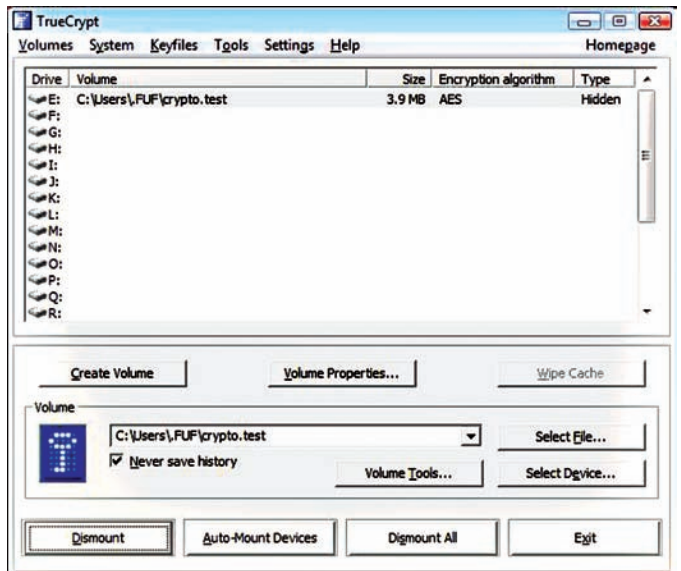 TrueCrypt
Volumes System Keyfiles Tools Settings Help Homepage
Drive Volume Size Encryption algorithm Type
E: C:\Users\.FUF\crypto.test 3.9 MB AES Hidden
F:
G:
H:
I:
J:
K:
L:
M:
N:
O:
P:
Q:
R:
Create Volume Volume Properties... Wipe Cache
Volume
C:\Users\.FUF\crypto.test Select File...
Never save history Volume Tools... Select Device...
Dismount Auto-Mount Devices Dismount All Exit